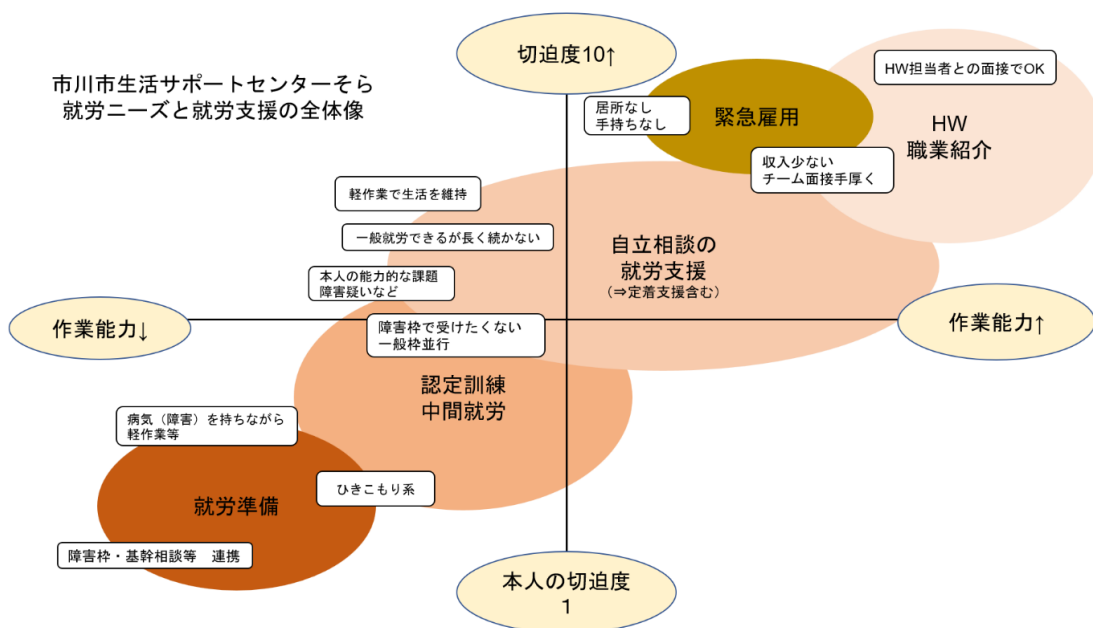 市川市生活サポートセンターそら
就労ニーズと就労支援の全体像
切迫度10↑
HW担当者との面接でOK
居所なし
手持ちなし
緊急雇用
HW
職業紹介
収入少ない
チーム面接手厚く
軽作業で生活を維持
一般就労できるが長く続かない
自立相談の
就労支援
（⇒定着支援含む）
本人の能力的な課題
障害疑いなど
作業能力↓
障害枠で受けたくない
一般枠並行
作業能力↑
認定訓練
中間就労
病気（障害）を持ちながら
軽作業等
ひきこもり系
就労準備
障害枠・基幹相談等　連携
本人の切迫度
1